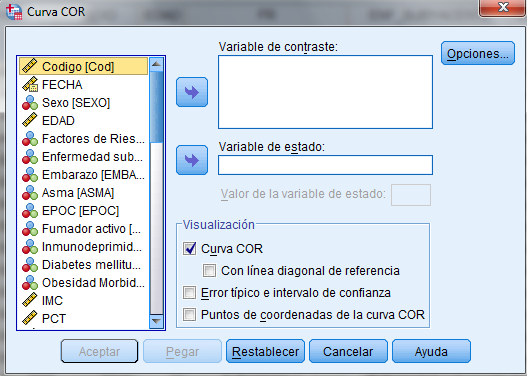 Curva COR
Codigo [Cod]
FECHA
Sexo [SEXO]
EDAD
Factores de Ries...
Enfermedad sub...
Embarazo [EMBA...
Asma [ASMA]
EPOC [EPOC]
Fumador activo [...
Inmunodeprimid...
Diabetes mellitu...
Obesidad Morbid...
IMC
PCT
Variable de contraste:
Opciones...
Variable de estado:
Valor de la variable de estado:
Visualización
Curva COR
Con línea diagonal de referencia
Error típico e intervalo de confianza
Puntos de coordenadas de la curva COR
Aceptar
Pegar
Restablecer
Cancelar
Ayuda